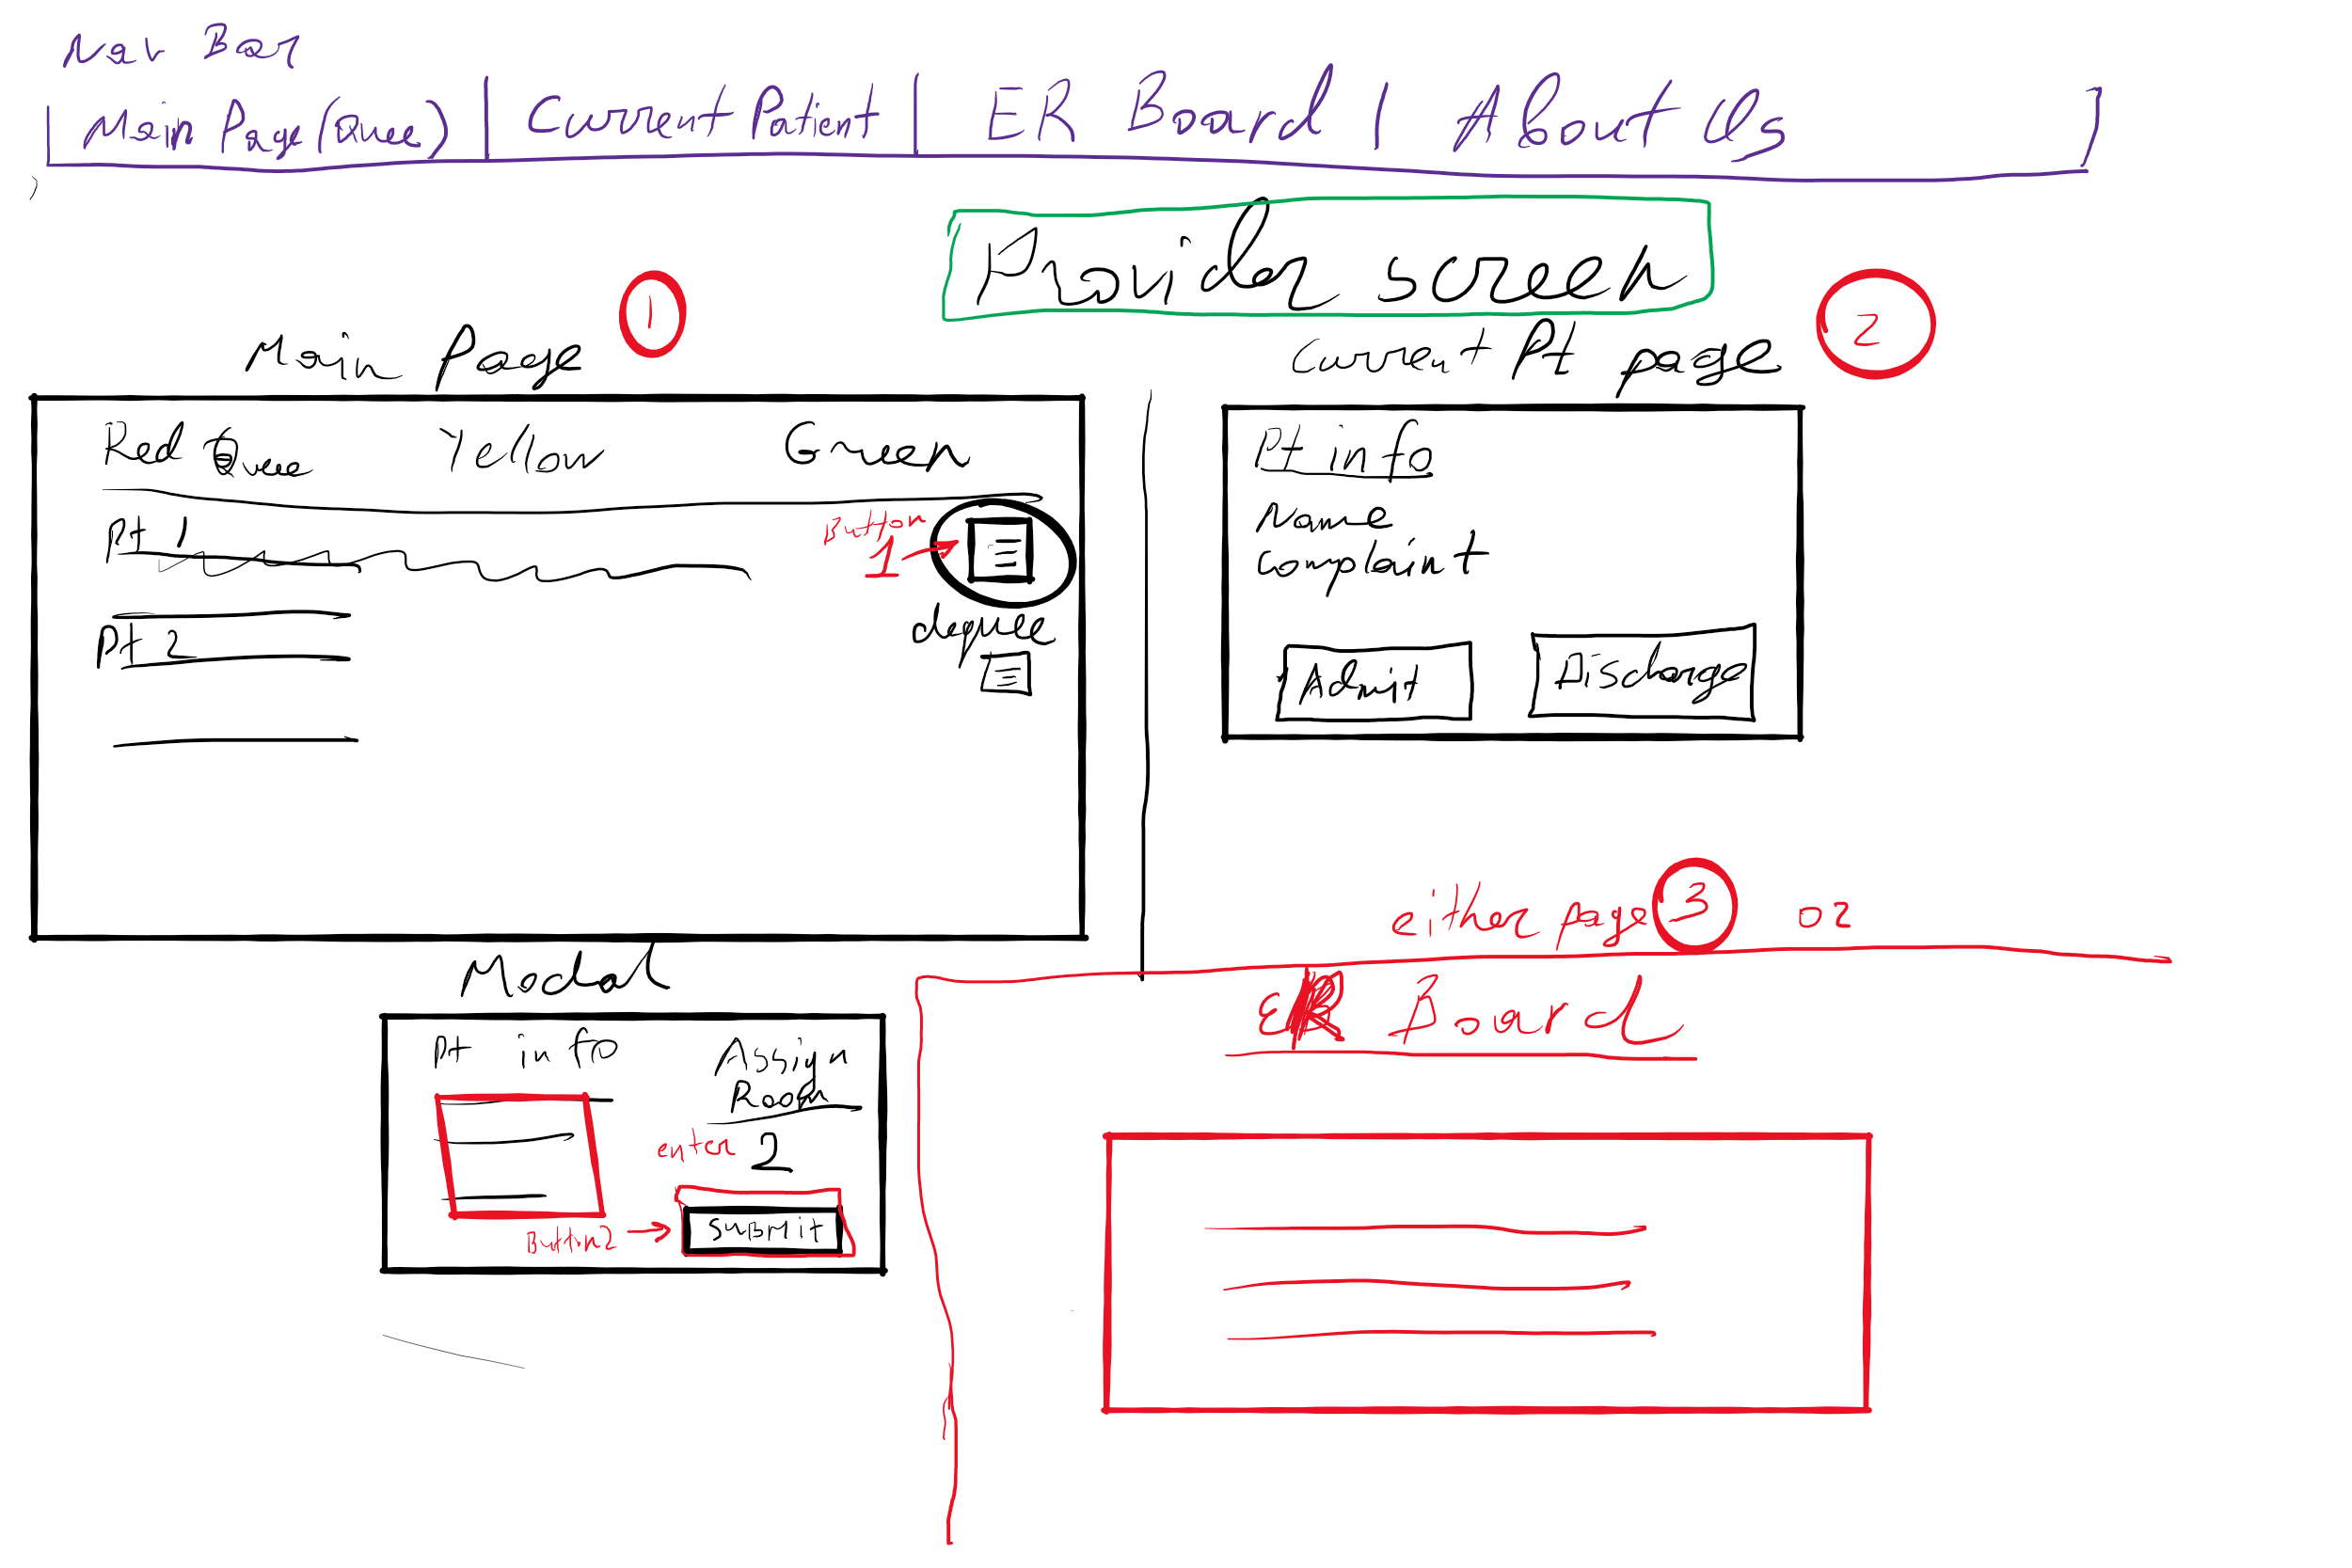 Nav Bar
Main Page (Quee) | Current Patient | ER Board | About Us
Provider screen
Main Page 1
Current Pt page 2
Red Quee Yellow Green
Pt 1
Button
1
degree
Pt 2
Pt info
Name
Complaint
Admit Discharge
either page 3 or
ER Board
Modal
Pt info Assign
Room
enter 2
Button2 Submit